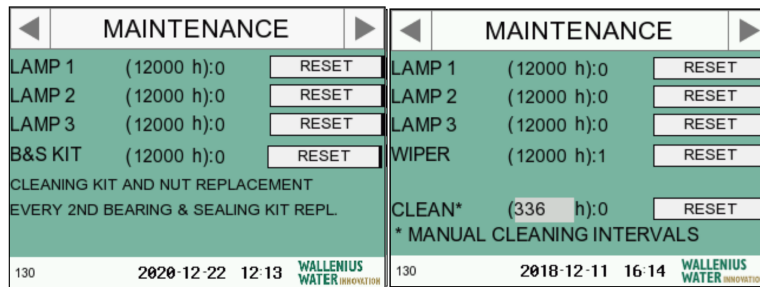 MAINTENANCE
LAMP 1 (12000 h):0 RESET
LAMP 2 (12000 h):0 RESET
LAMP 3 (12000 h):0 RESET
B&S KIT (12000 h):0 RESET
CLEANING KIT AND NUT REPLACEMENT
EVERY 2ND BEARING & SEALING KIT REPL.
130 2020-12-22 12:13 WALLENIUS
WATER INNOVATION
MAINTENANCE
LAMP 1 (12000 h):0 RESET
LAMP 2 (12000 h):0 RESET
LAMP 3 (12000 h):0 RESET
WIPER (12000 h):1 RESET
CLEAN* (336 h):0 RESET
* MANUAL CLEANING INTERVALS
130 2018-12-11 16:14 WALLENIUS
WATER INNOVATION